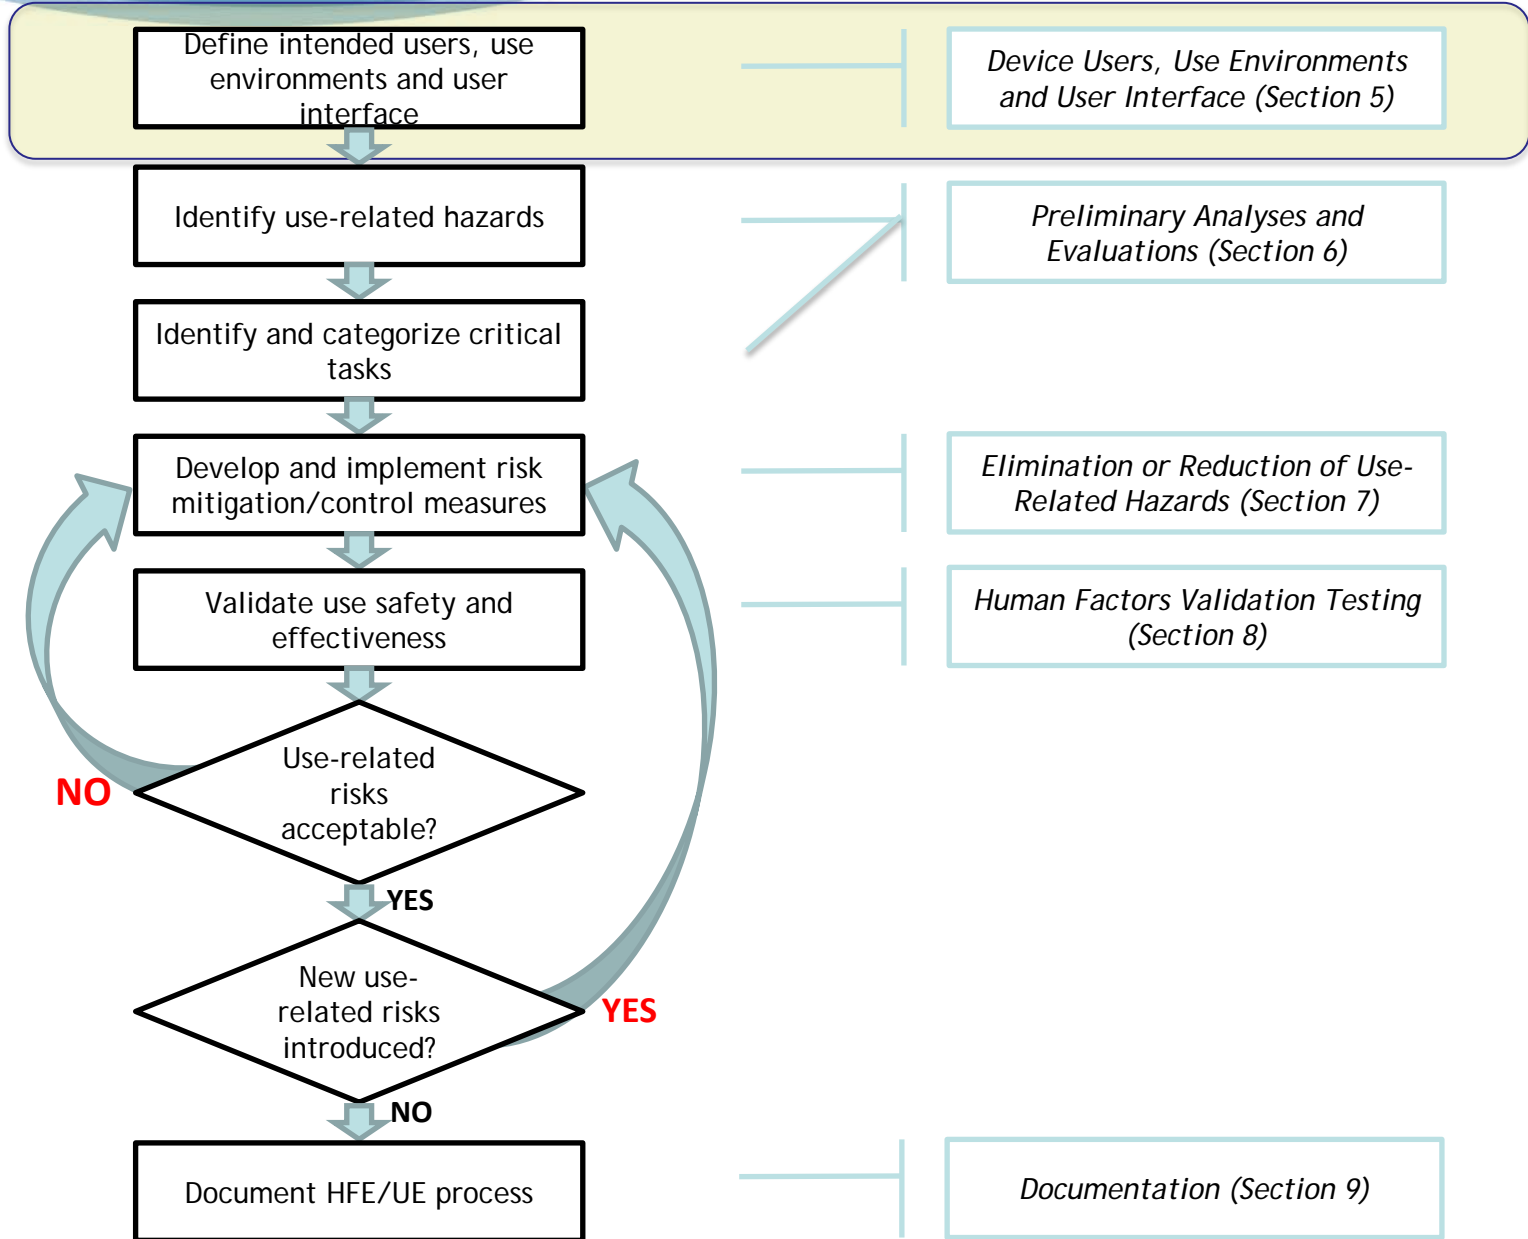 Define intended users, use
environments and user
interface
Device Users, Use Environments
and User Interface (Section 5)
Identify use-related hazards
Preliminary Analyses and
Evaluations (Section 6)
Identify and categorize critical
tasks
Develop and implement risk
mitigation/control measures
Elimination or Reduction of Use-
Related Hazards (Section 7)
Validate use safety and
effectiveness
Human Factors Validation Testing
(Section 8)
Use-related
risks
acceptable?
NO
YES
New use-
related risks
introduced?
YES
NO
Document HFE/UE process
Documentation (Section 9)